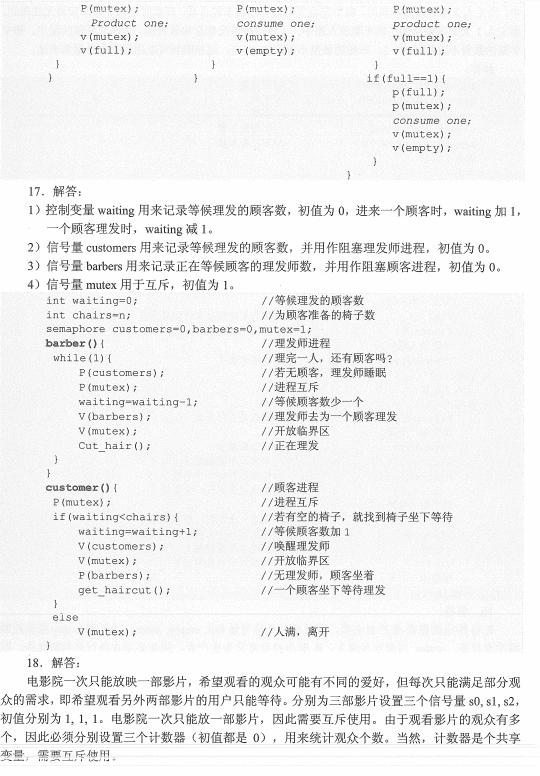 P(mutex);
Product one;
v(mutex);
v(full);
}
}
P(mutex);
consume one;
v(mutex);
v(empty);
}
}
P(mutex);
product one;
v(mutex);
v(full);
}
if(full==1){
p(full);
p(mutex);
consume one;
v(mutex);
v(empty);
}
}
17．解答：
1）控制变量 waiting 用来记录等候理发的顾客数，初值为 0，进来一个顾客时，waiting 加 1，
一个顾客理发时，waiting 减 1。
2）信号量 customers 用来记录等候理发的顾客数，并用作阻塞理发师进程，初值为 0。
3）信号量 barbers 用来记录正在等候顾客的理发师数，并用作阻塞顾客进程，初值为 0。
4）信号量 mutex 用于互斥，初值为 1。
int waiting=0; //等候理发的顾客数
int chairs=n; //为顾客准备的椅子数
semaphore customers=0,barbers=0,mutex=1;
barber(){ //理发师进程
while(1){ //理完一人，还有顾客吗?
P(customers); //若无顾客，理发师睡眠
P(mutex); //进程互斥
waiting=waiting-1; //等候顾客数少一个
V(barbers); //理发师去为一个顾客理发
V(mutex); //开放临界区
Cut_hair(); //正在理发
}
}
customer(){ //顾客进程
P(mutex); //进程互斥
if(waiting<chairs){ //若有空的椅子，就找到椅子坐下等待
waiting=waiting+1; //等候顾客数加 1
V(customers); //唤醒理发师
V(mutex); //开放临界区
P(barbers); //无理发师，顾客坐着
get_haircut(); //一个顾客坐下等待理发
}
else
V(mutex); //人满，离开
}
18．解答：
电影院一次只能放映一部影片，希望观看的观众可能有不同的爱好，但每次只能满足部分观
众的需求，即希望观看另外两部影片的用户只能等待。分别为三部影片设置三个信号量 s0, s1, s2，
初值分别为 1, 1, 1。电影院一次只能放一部影片，因此需要互斥使用。由于观看影片的观众有多
个，因此必须分别设置三个计数器（初值都是 0），用来统计观众个数。当然，计数器是个共享
变量，需要互斥使用。